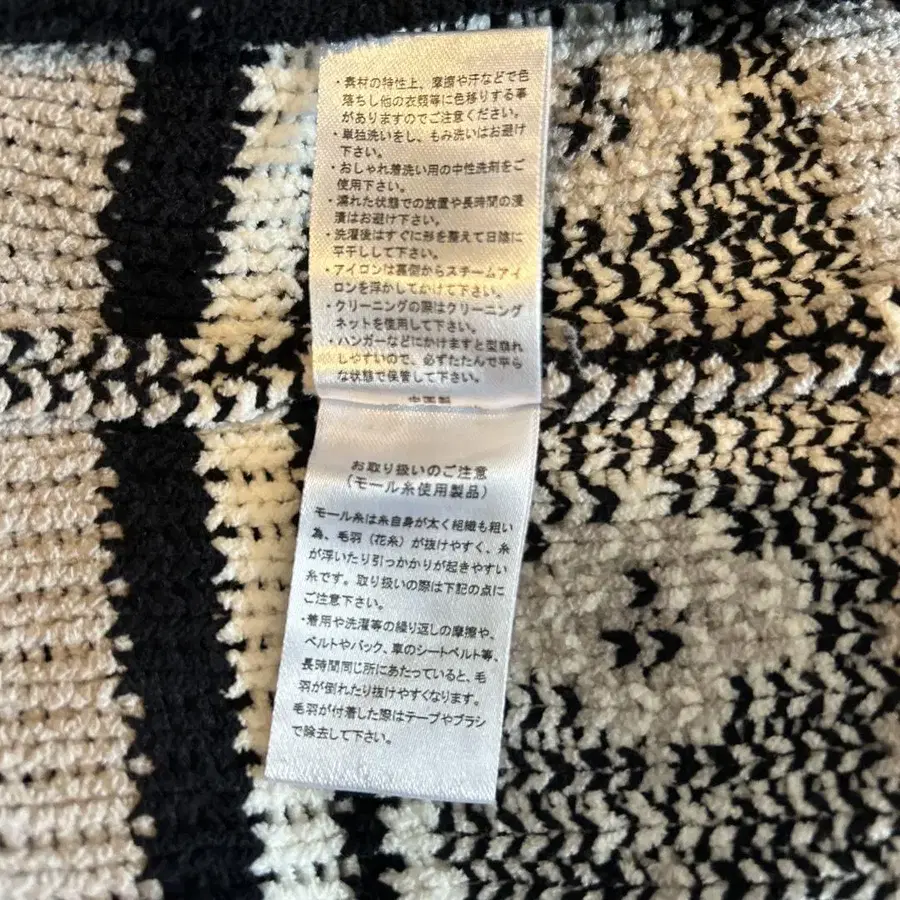 ・素材の特性上、摩擦や汗などで色
落ちし他の衣類等に色移りする事
がありますのでご注意ください。
・単独洗いをし、もみ洗いはお避け
下さい。
・おしゃれ着洗い用の中性洗剤をご
使用下さい。
・濡れた状態での放置や長時間の浸
漬はお避け下さい。
・洗濯後はすぐに形を整えて日陰に
平干しして下さい。
・アイロンは裏側からスチームアイ
ロンを浮かしてかけて下さい。
・クリーニングの際はクリーニング
ネットを使用して下さい。
・ハンガーなどにかけますと型崩れ
しやすいので、必ずたたんで平ら
な状態で保管して下さい。
お取り扱いのご注意
(モール糸使用製品)
モール糸は糸自身が太く組織も粗い
為、毛羽(花糸)が抜けやすく、糸
が浮いたり引っかかりが起きやすい
糸です。取り扱いの際は下記の点に
ご注意下さい。
・着用や洗濯等の繰り返しの摩擦や、
ベルトやバック、車のシートベルト等、
長時間同じ所にあたっていると、毛
羽が倒れたり抜けやすくなります。
毛羽が付着した際はテープやブラシ
で除去して下さい。